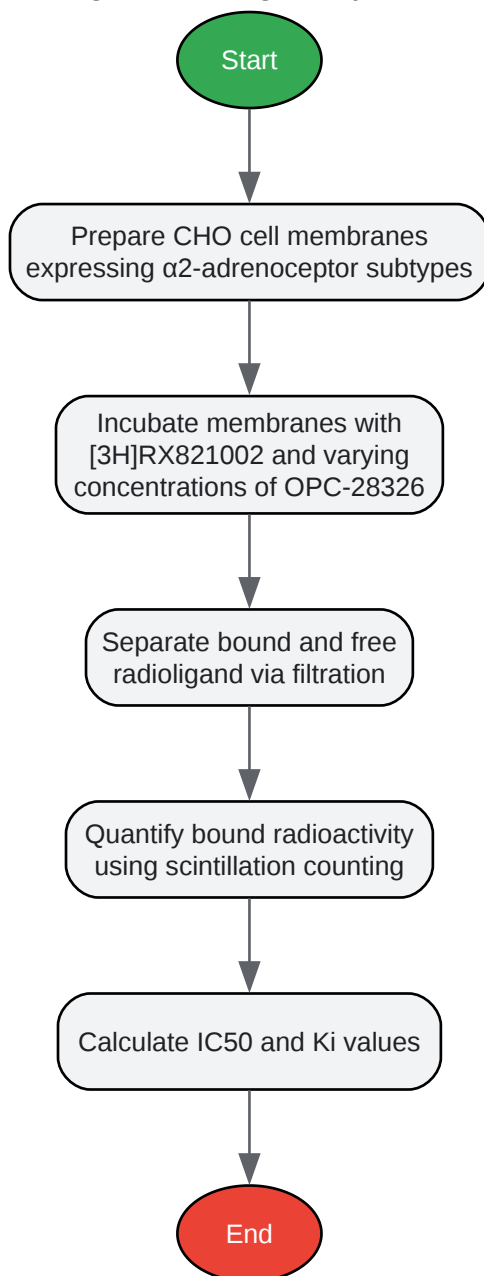 Start
Prepare CHO cell membranes
expressing α2-adrenoceptor subtypes
Incubate membranes with
[3H]RX821002 and varying
concentrations of OPC-28326
Separate bound and free
radioligand via filtration
Quantify bound radioactivity
using scintillation counting
Calculate IC50 and Ki values
End